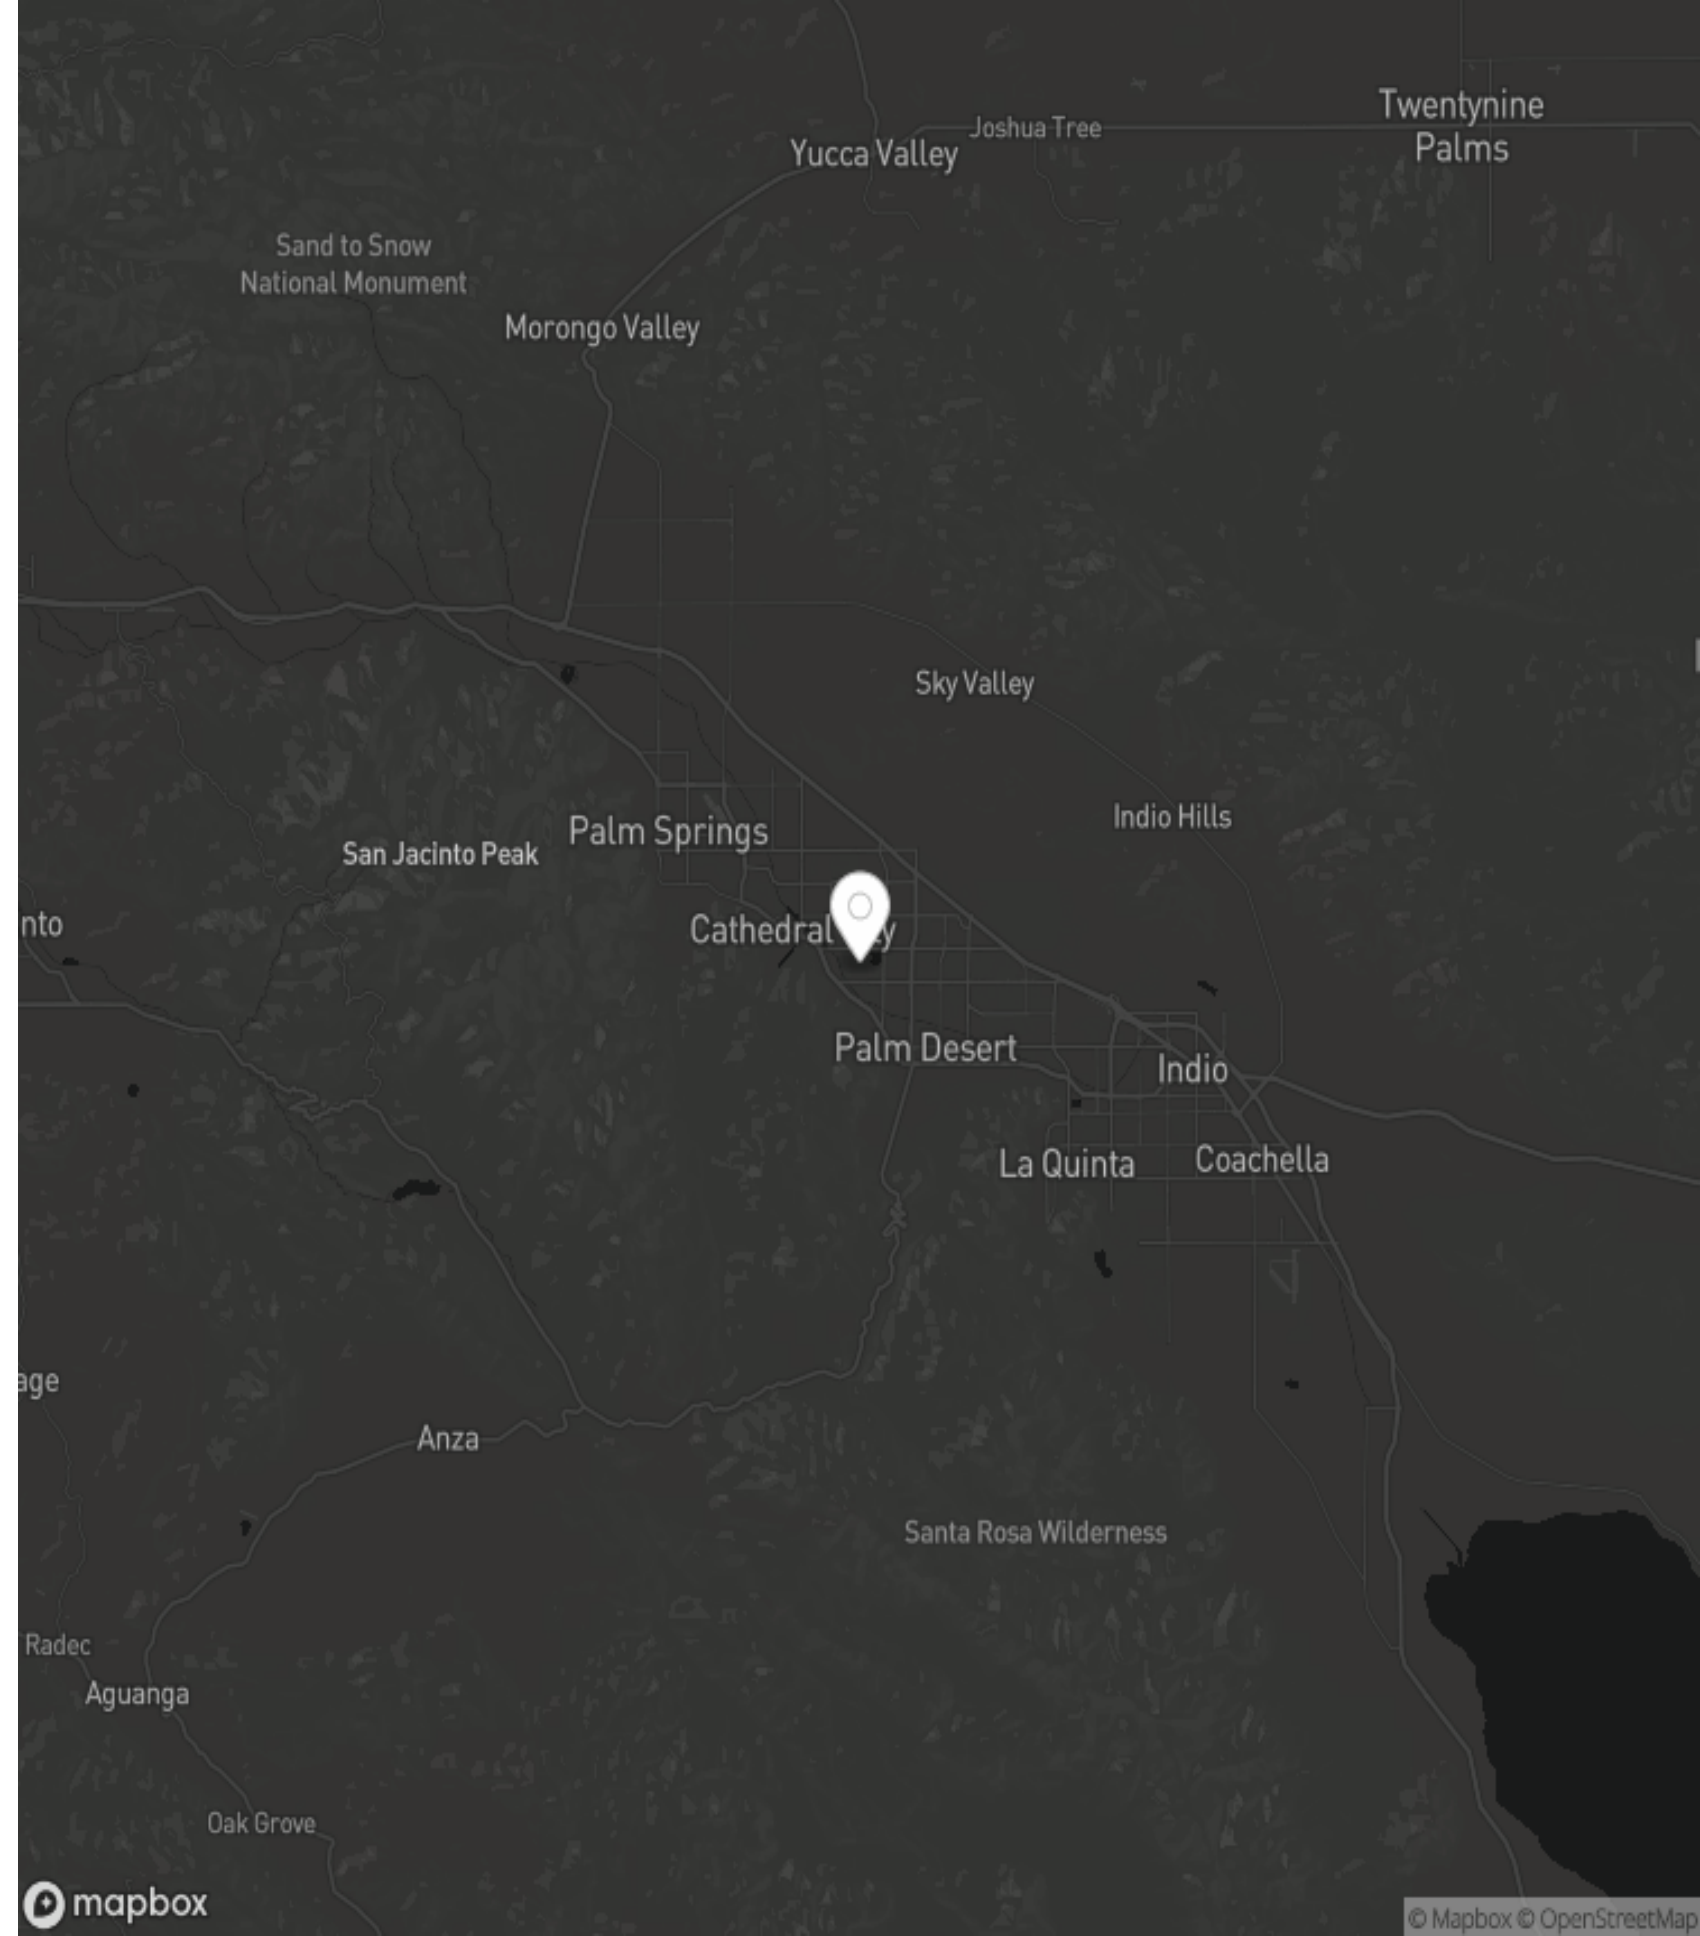 Twentynine
Palms
Joshua Tree
Yucca Valley
Sand to Snow
National Monument
Morongo Valley
Sky Valley
Indio Hills
Palm Springs
San Jacinto Peak
nto
Cathedral
y
Palm Desert
Indio
La Quinta
Coachella
age
Anza
Santa Rosa Wilderness
Radec
Aguanga
Oak Grove
mapbox
© Mapbox © OpenStreetMap